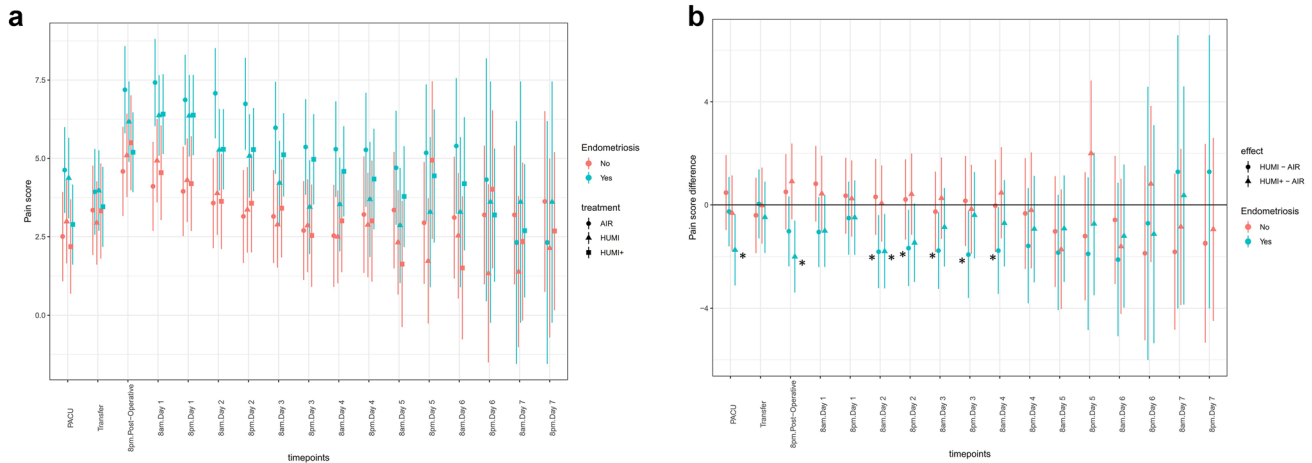 a
Pain score
7.5
5.0
2.5
0.0
PACU
Transfer
8pm.Post-Operative
8am.Day 1
8pm.Day 1
8am.Day 2
8pm.Day 2
8am.Day 3
8pm.Day 3
8am.Day 4
8pm.Day 4
8am.Day 5
8pm.Day 5
8am.Day 6
8pm.Day 6
8am.Day 7
8pm.Day 7
timepoints
Endometriosis
No
Yes
treatment
AIR
HUMI
HUMI+
b
Pain score difference
4
0
−4
*
*
*
*
*
*
*
*
PACU
Transfer
8pm.Post-Operative
8am.Day 1
8pm.Day 1
8am.Day 2
8pm.Day 2
8am.Day 3
8pm.Day 3
8am.Day 4
8pm.Day 4
8am.Day 5
8pm.Day 5
8am.Day 6
8pm.Day 6
8am.Day 7
8pm.Day 7
timepoints
effect
HUMI − AIR
HUMI+ − AIR
Endometriosis
No
Yes